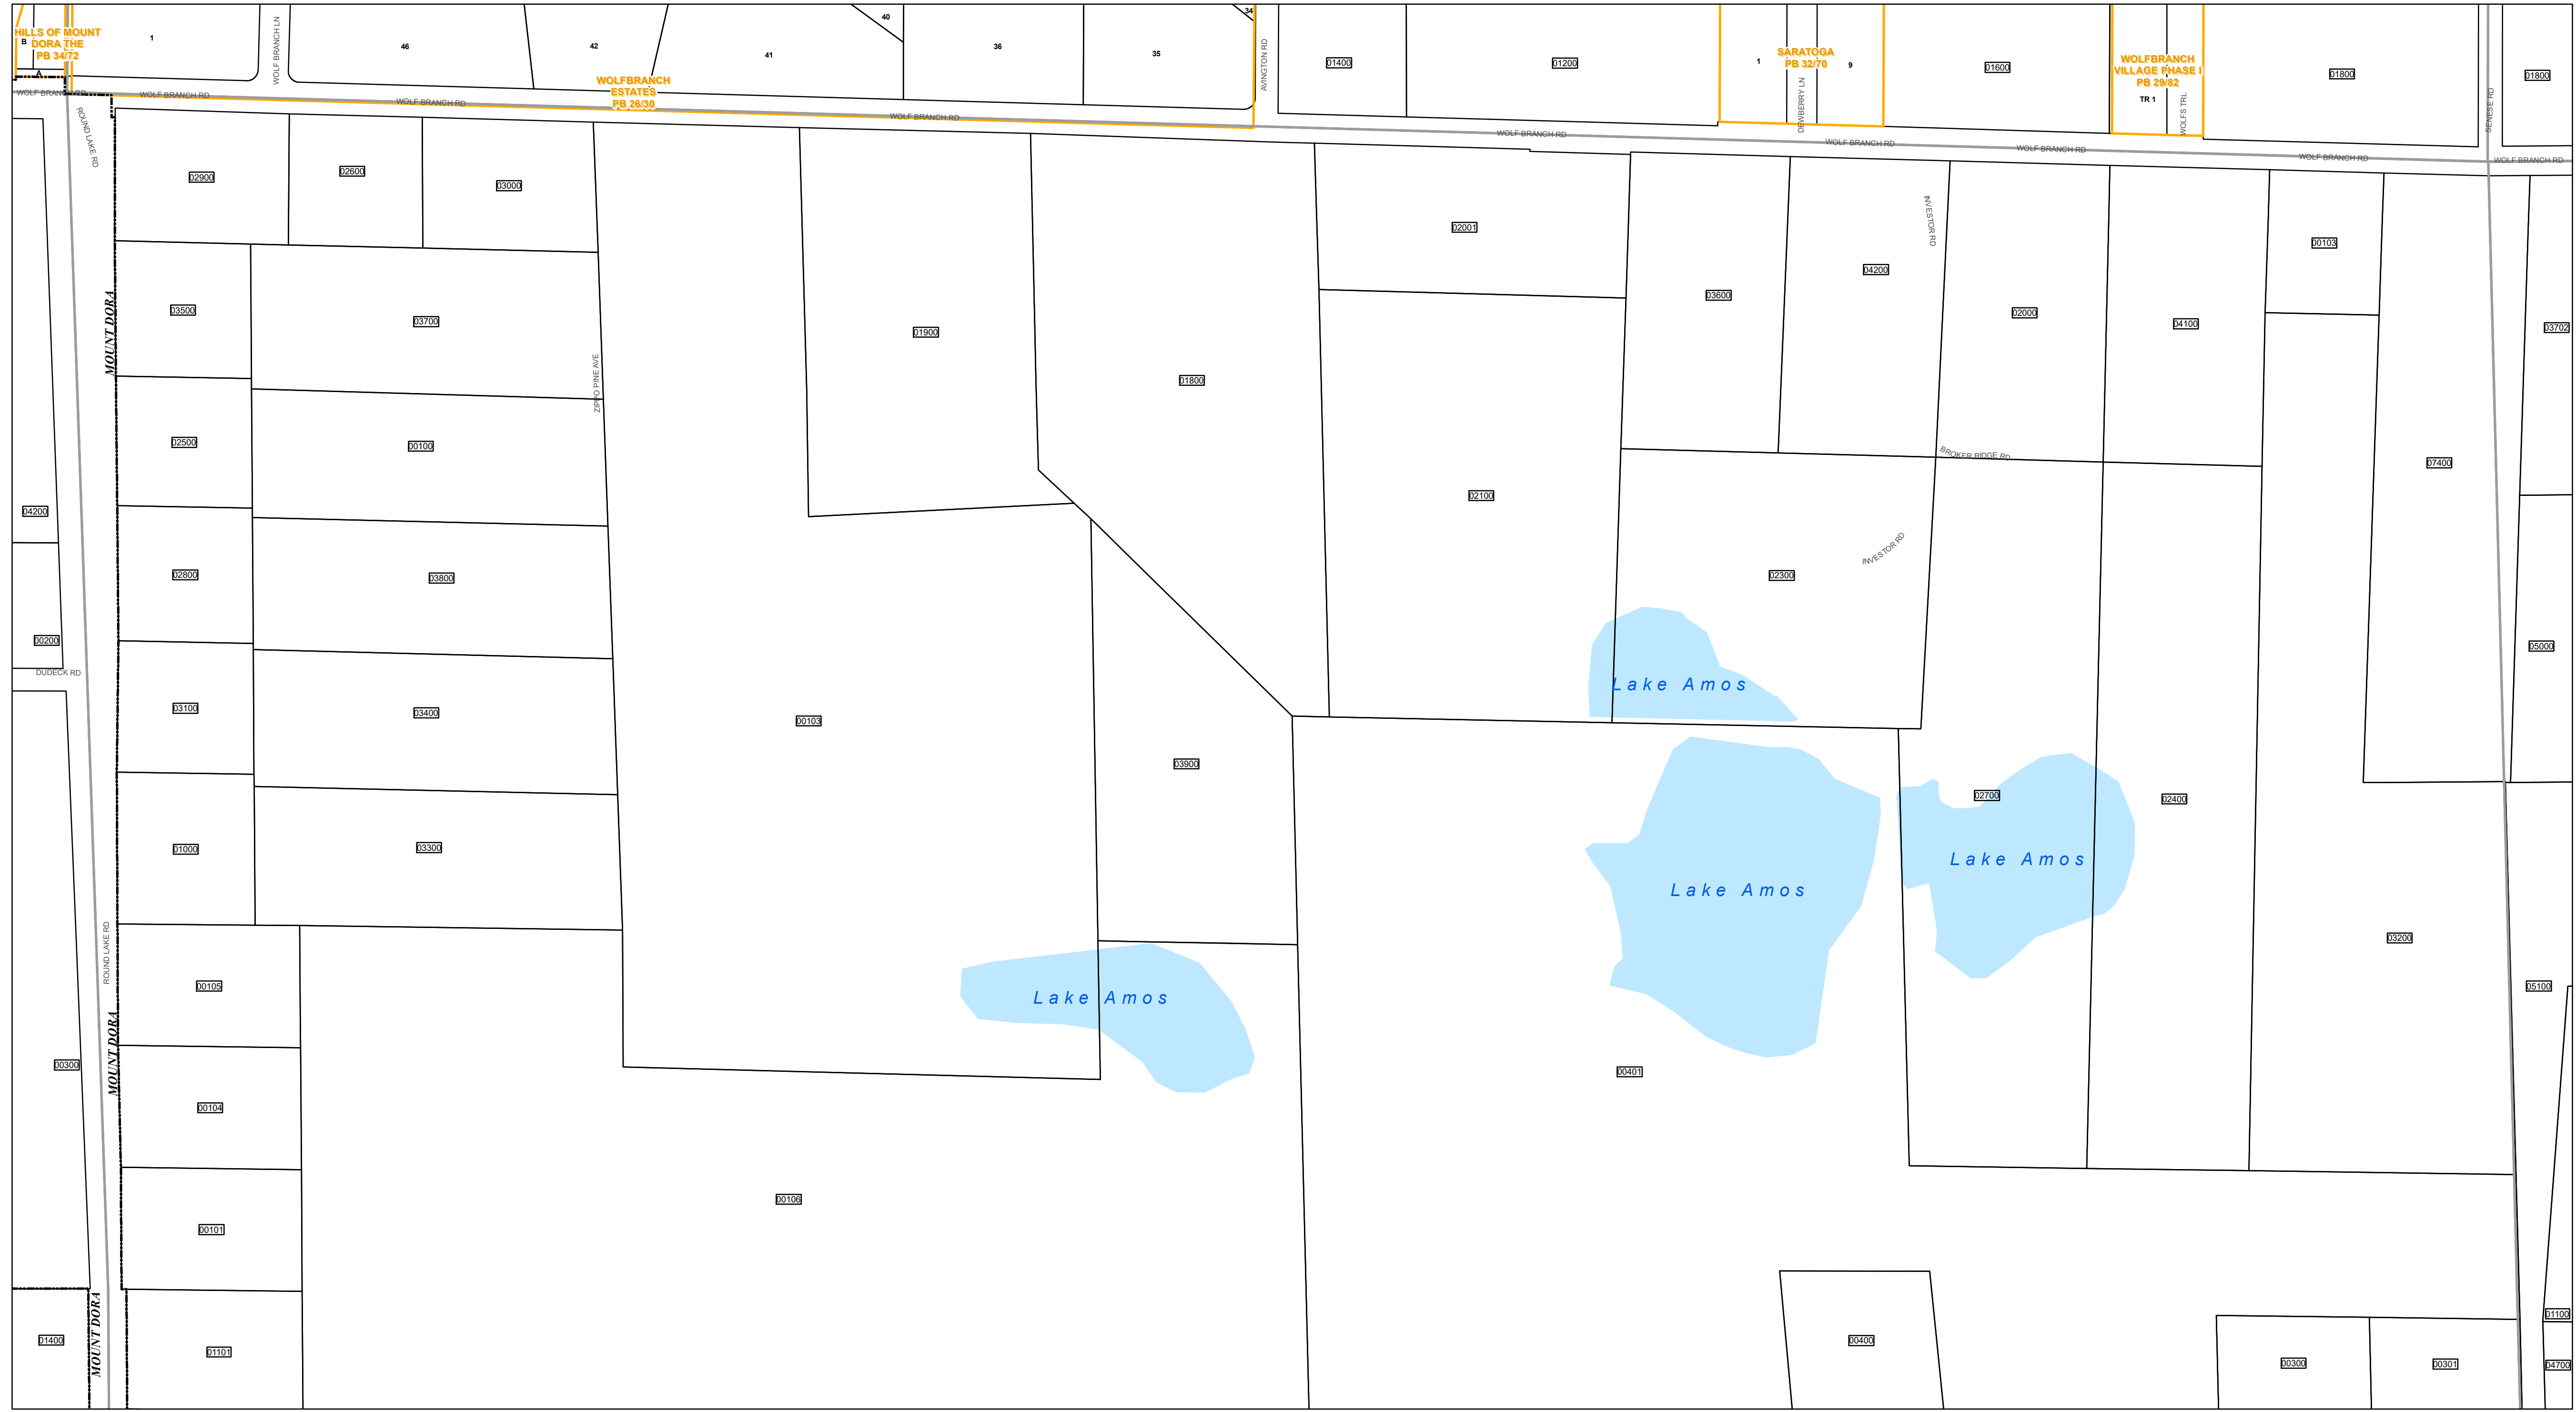 HILLS OF MOUNT
DORA THE
PB 34/72
B
A
1
WOLF BRANCH LN
46
42
41
40
36
35
34
WOLFBRANCH
ESTATES
PB 26/30
AVINGTON RD
01400
01200
1
SARATOGA
PB 32/70
9
DEWBERRY LN
01600
WOLFBRANCH
VILLAGE PHASE I
PB 29/82
TR 1
WOLFS TRL
01800
SENESE RD
01800
WOLF BRANCH RD
WOLF BRANCH RD
WOLF BRANCH RD
WOLF BRANCH RD
WOLF BRANCH RD
WOLF BRANCH RD
WOLF BRANCH RD
WOLF BRANCH RD
WOLF BRANCH RD
ROUND LAKE RD
02900
02600
03000
02001
INVESTOR RD
00103
03600
04200
02000
04100
03702
MOUNT DORA
03500
03700
ZIPPO PINE AVE
01900
01800
02500
00100
02100
BROKER RIDGE RD
07400
04200
02800
03800
02300
INVESTOR RD
00200
DUDECK RD
05000
03100
03400
00103
Lake Amos
03900
02700
02400
01000
03300
Lake Amos
Lake Amos
ROUND LAKE RD
03200
00105
Lake Amos
05100
MOUNT DORA
00300
00401
00104
00101
00106
MOUNT DORA
01400
01101
00400
00300
00301
01100
04700